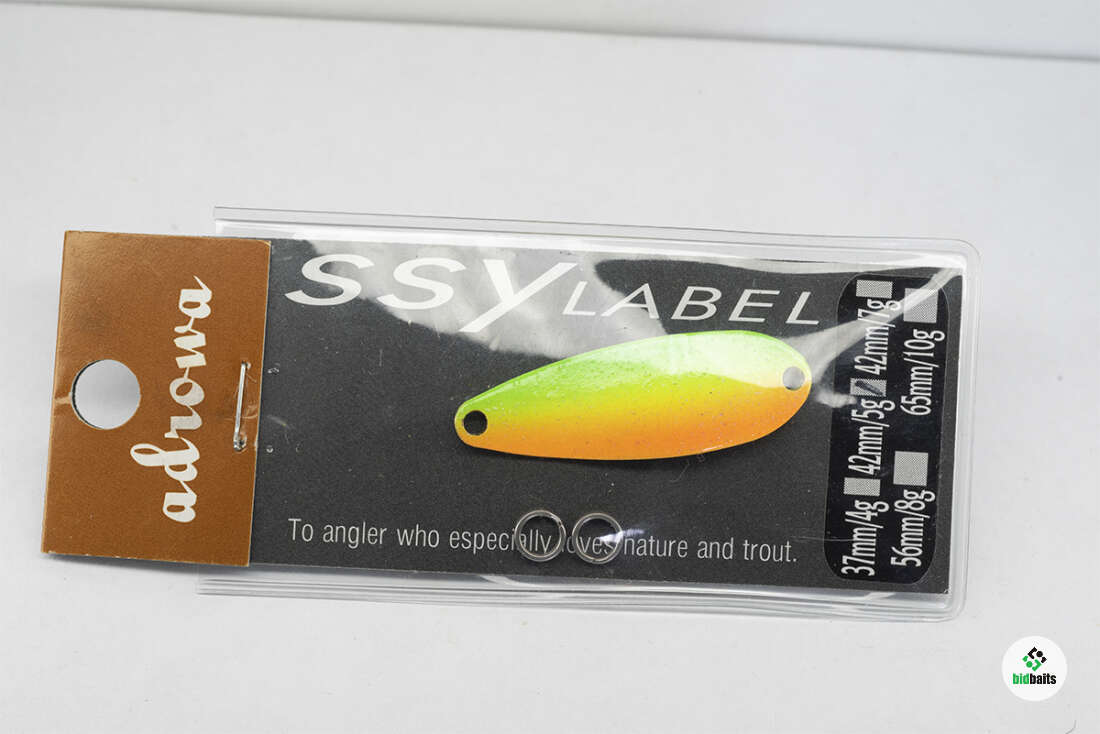 adrowa
SSY LABEL
To angler who especially loves nature and trout.
37mm/4g 42mm/5g 42mm/7g
56mm/8g 65mm/10g
bidbaits